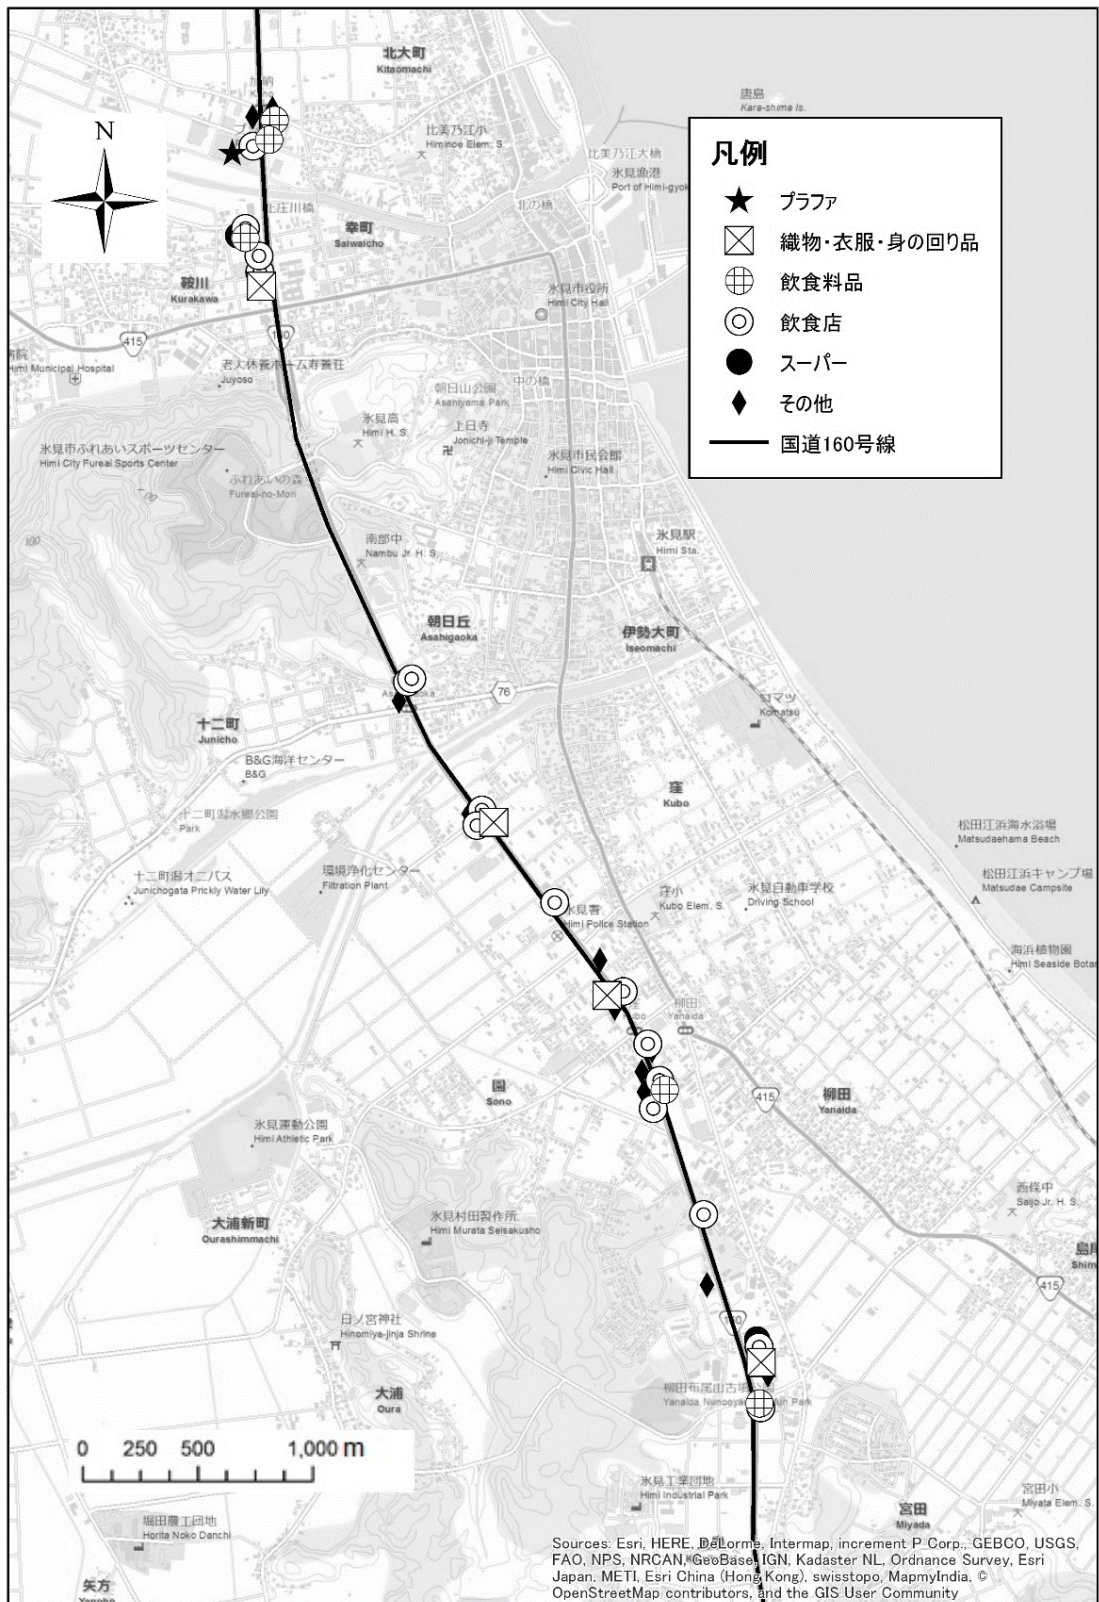 北大町
Kitaomachi
唐島
Kara-shima Is.
N
比美乃江小
Himinoe Elem. S.
比美乃江大橋
氷見漁港
Port of Himi-gyok
凡例
プラファ
織物・衣服・身の回り品
飲食料品
飲食店
スーパー
その他
国道160号線
上庄川橋
北の橋
幸町
Saiwaicho
鞍川
Kurakawa
氷見市役所
Himi City Hall
415
病院
Himi Municipal Hospital
老人休養ホーム寿養荘
Juyoso
朝日山公園
Asahiyama Park
中の橋
氷見高
Himi H. S.
上日寺
Jonichi-ji Temple
氷見市ふれあいスポーツセンター
Himi City Fureai Sports Center
氷見市民会館
Himi Civic Hall
ふれあいの森
Fureai-no-Mori
100
100
南部中
Nambu Jr. H. S.
氷見駅
Himi Sta.
朝日丘
Asahigaoka
伊勢大町
Iseomachi
76
コマツ
Komatsu
十二町
Junicho
B&G海洋センター
B&G
窪
Kubo
十二町潟水郷公園
Park
松田江浜海水浴場
Matsudaehama Beach
十二町潟オニバス
Junichogata Prickly Water Lily
環境浄化センター
Filtration Plant
窪小
Kubo Elem. S.
氷見自動車学校
Driving School
松田江浜キャンプ場
Matsudae Campsite
氷見署
Himi Police Station
海浜植物園
Himi Seaside Bota
柳田
Yanaida
園
Sono
415
柳田
Yanaida
氷見運動公園
Himi Athletic Park
西條中
Saijo Jr. H. S.
大浦新町
Ourashimmachi
氷見村田製作所
Himi Murata Seisakusho
島尾
Shim
415
日ノ宮神社
Hinomiya-jinja Shrine
大浦
Oura
柳田布尾山古墳
0 250 500 1,000 m
氷見工業団地
Himi Industrial Park
宮田
Miyada
宮田小
Miyata Elem. S.
堀田農工団地
Horita Noko Danchi
矢方
Sources: Esri, HERE, DeLorme, Intermap, increment P Corp., GEBCO, USGS,
FAO, NPS, NRCAN, GeoBase, IGN, Kadaster NL, Ordnance Survey, Esri
Japan, METI, Esri China (Hong Kong), swisstopo, MapmyIndia, ©
OpenStreetMap contributors, and the GIS User Community